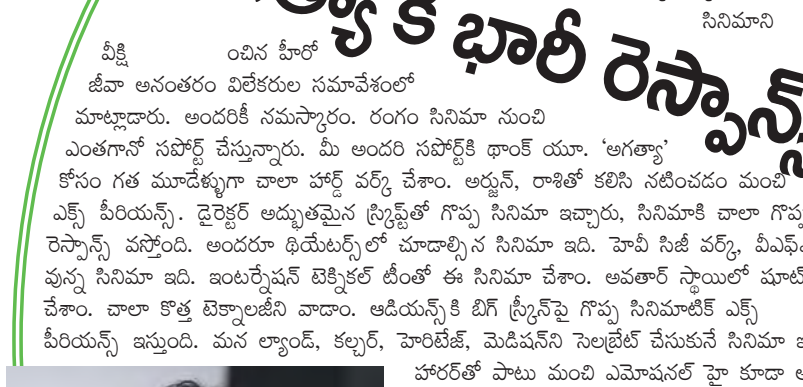 కి భారీ రెస్పాన్స్
సినిమాని
వీక్షి ంచిన హీరో
జీవా అనంతరం విలేకరుల సమావేశంలో
మాట్లాడారు. అందరికీ నమస్కారం. రంగం సినిమా నుంచి
ఎంతగానో సపోర్ట్ చేస్తున్నారు. మీ అందరి సపోర్ట్‌కి థాంక్ యూ. ‘అగత్యా’
కోసం గత మూడేళ్ళుగా చాలా హార్డ్ వర్క్ చేశాం. అర్జున్, రాశితో కలిసి నటించడం మంచి
ఎక్స్ పీరియన్స్. డైరెక్టర్ అద్భుతమైన స్క్రిప్ట్‌తో గొప్ప సినిమా ఇచ్చారు, సినిమాకి చాలా గొప్ప
రెస్పాన్స్ వస్తోంది. అందరూ థియేటర్స్‌లో చూడాల్సిన సినిమా ఇది. హెవీ సిజీ వర్క్, వీఎఫ్
వున్న సినిమా ఇది. ఇంటర్నేషన్ టెక్నికల్ టీంతో ఈ సినిమా చేశాం. అవతార్ స్థాయిలో షూట్
చేశాం. చాలా కొత్త టెక్నాలజీని వాడాం. ఆడియన్స్‌కి బిగ్ స్క్రీన్‌పై గొప్ప సినిమాటిక్ ఎక్స్
పీరియన్స్ ఇస్తుంది. మన ల్యాండ్, కల్చర్, హెరిటేజ్, మెడిషన్‌ని సెలబ్రేట్ చేసుకునే సినిమా
హారర్‌తో పాటు మంచి ఎమోషనల్ హై కూడా